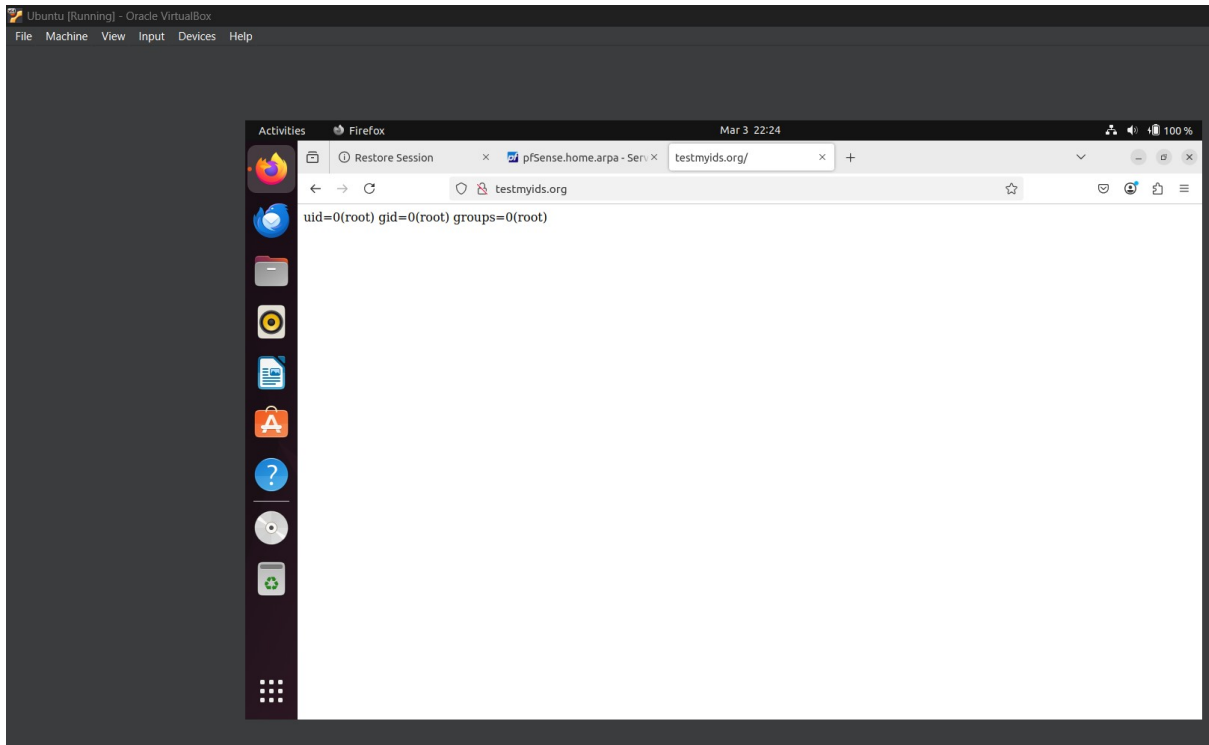 Ubuntu [Running] - Oracle VirtualBox
File Machine View Input Devices Help
Activities Firefox Mar 3 22:24 100 %
Restore Session pfSense.home.arpa - Serv testmyids.org/
testmyids.org
uid=0(root) gid=0(root) groups=0(root)